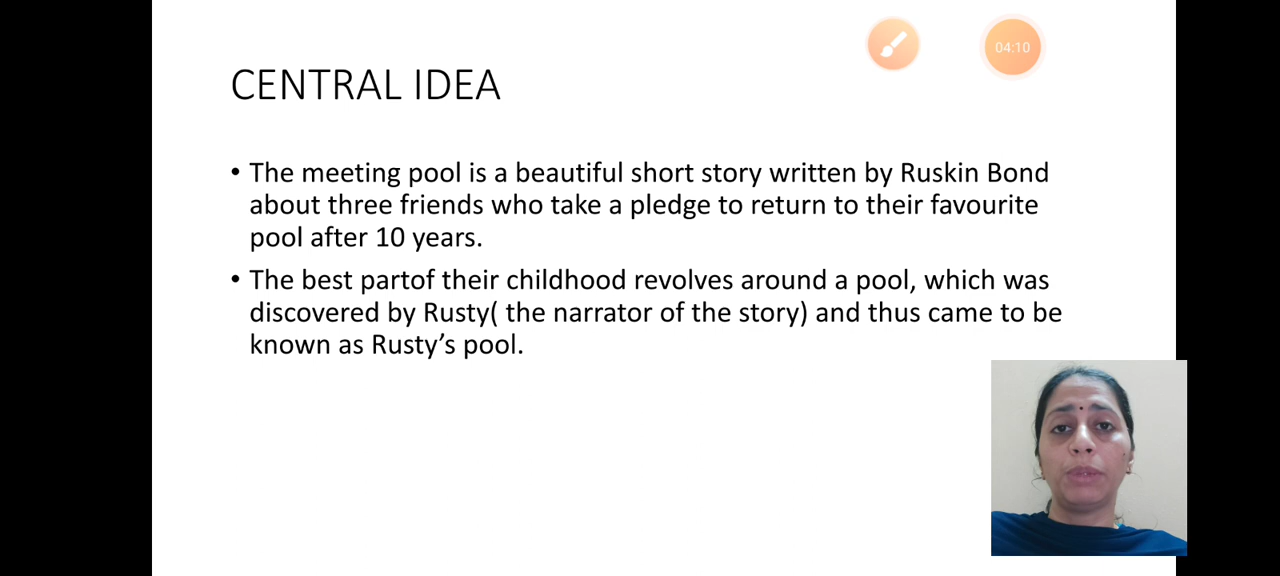 04:10
CENTRAL IDEA
• The meeting pool is a beautiful short story written by Ruskin Bond
about three friends who take a pledge to return to their favourite
pool after 10 years.
• The best partof their childhood revolves around a pool, which was
discovered by Rusty( the narrator of the story) and thus came to be
known as Rusty’s pool.